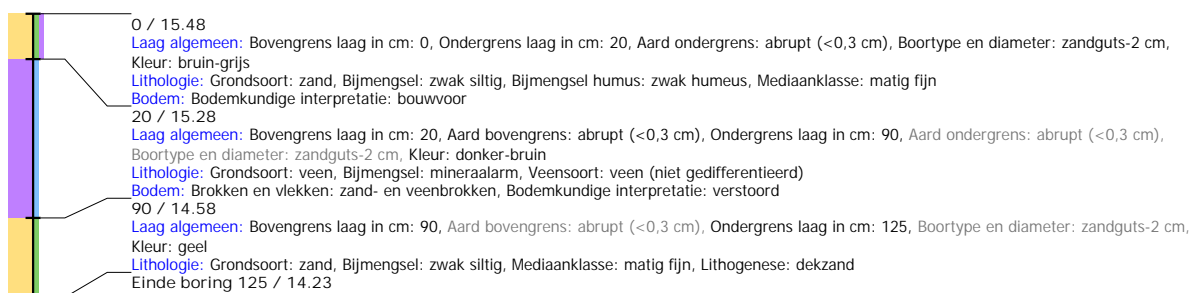 0 / 15.48
Laag algemeen: Bovengrens laag in cm: 0, Ondergrens laag in cm: 20, Aard ondergrens: abrupt (<0,3 cm), Boortype en diameter: zandguts-2 cm,
Kleur: bruin-grijs
Lithologie: Grondsoort: zand, Bijmengsel: zwak siltig, Bijmengsel humus: zwak humeus, Mediaanklasse: matig fijn
Bodem: Bodemkundige interpretatie: bouwvoor
20 / 15.28
Laag algemeen: Bovengrens laag in cm: 20, Aard bovengrens: abrupt (<0,3 cm), Ondergrens laag in cm: 90, Aard ondergrens: abrupt (<0,3 cm),
Boortype en diameter: zandguts-2 cm, Kleur: donker-bruin
Lithologie: Grondsoort: veen, Bijmengsel: mineraalarm, Veensoort: veen (niet gedifferentieerd)
Bodem: Brokken en vlekken: zand- en veenbrokken, Bodemkundige interpretatie: verstoord
90 / 14.58
Laag algemeen: Bovengrens laag in cm: 90, Aard bovengrens: abrupt (<0,3 cm), Ondergrens laag in cm: 125, Boortype en diameter: zandguts-2 cm,
Kleur: geel
Lithologie: Grondsoort: zand, Bijmengsel: zwak siltig, Mediaanklasse: matig fijn, Lithogenese: dekzand
Einde boring 125 / 14.23